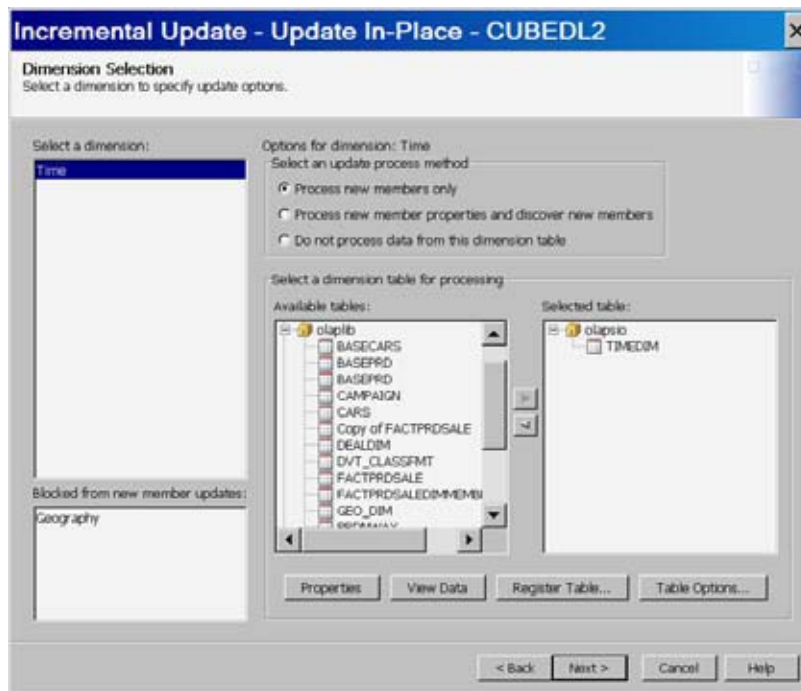 Incremental Update - Update In-Place - CUBEDL2
Dimension Selection
Select a dimension to specify update options.
Select a dimension:
Time
Blocked from new member updates:
Geography
Options for dimension: Time
Select an update process method
Process new members only
Process new member properties and discover new members
Do not process data from this dimension table
Select a dimension table for processing
Available tables:
olaplib
BASECARS
BASEPRD
BASEPRD
CAMPAIGN
CARS
Copy of FACTPRDSALE
DEALDIM
DVT_CLASSFMT
FACTPRDSALE
FACTPRDSALEDIMMEMB
GEO_DIM
Selected table:
olapsio
TIMEDIM
Properties
View Data
Register Table...
Table Options...
< Back
Next >
Cancel
Help